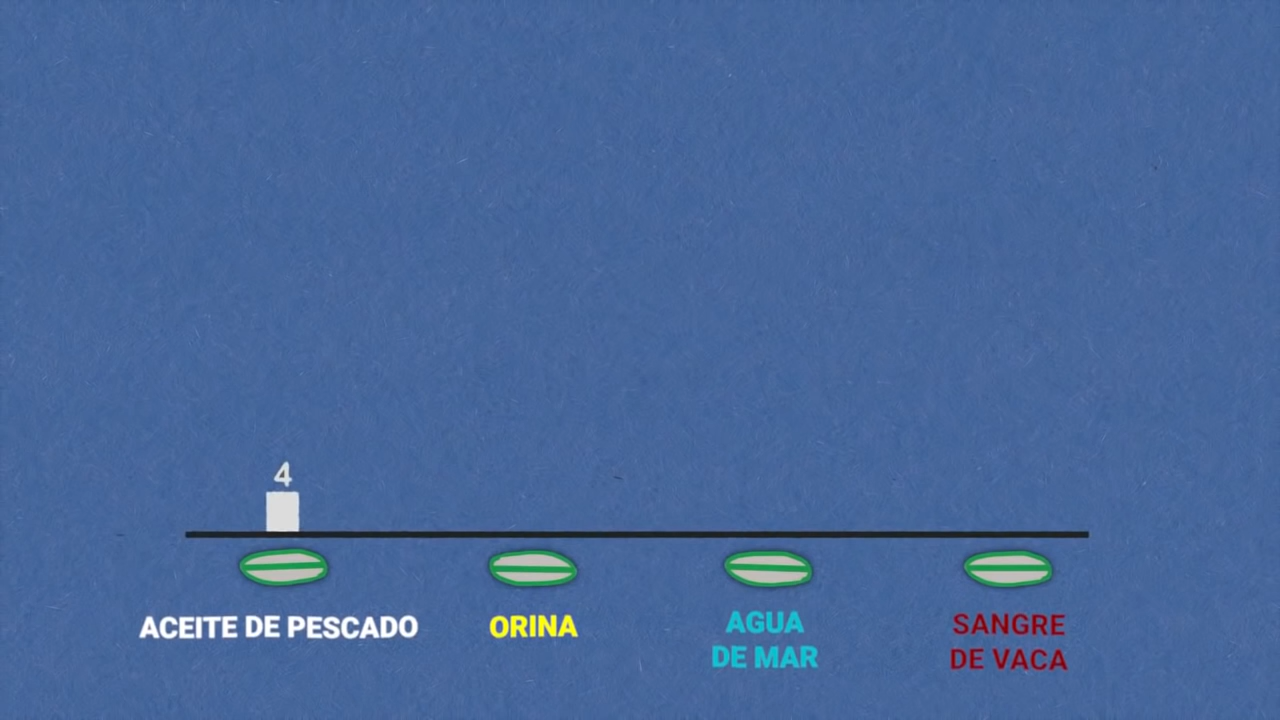 4
ACEITE DE PESCADO
ORINA
AGUA
DE MAR
SANGRE
DE VACA